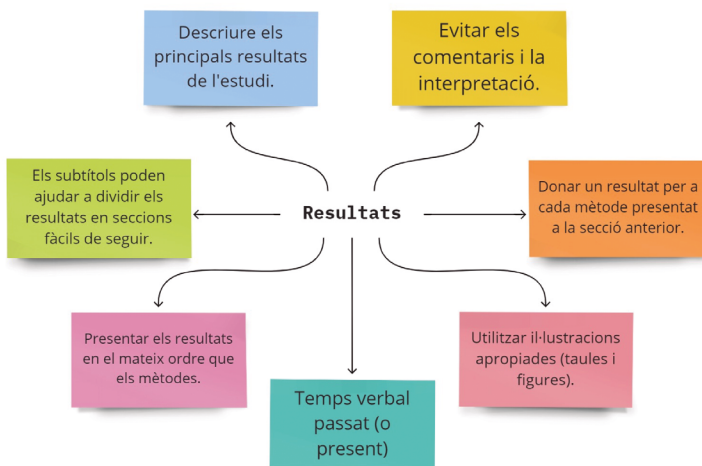 Descriure els
principals resultats
de l'estudi.
Evitar els
comentaris i la
interpretació.
Els subtítols poden
ajudar a dividir els
resultats en seccions
fàcils de seguir.
Resultats
Donar un resultat per a
cada mètode presentat
a la secció anterior.
Presentar els resultats
en el mateix ordre que
els mètodes.
Temps verbal
passat (o
present)
Utilitzar il·lustracions
apropiades (taules i
figures).